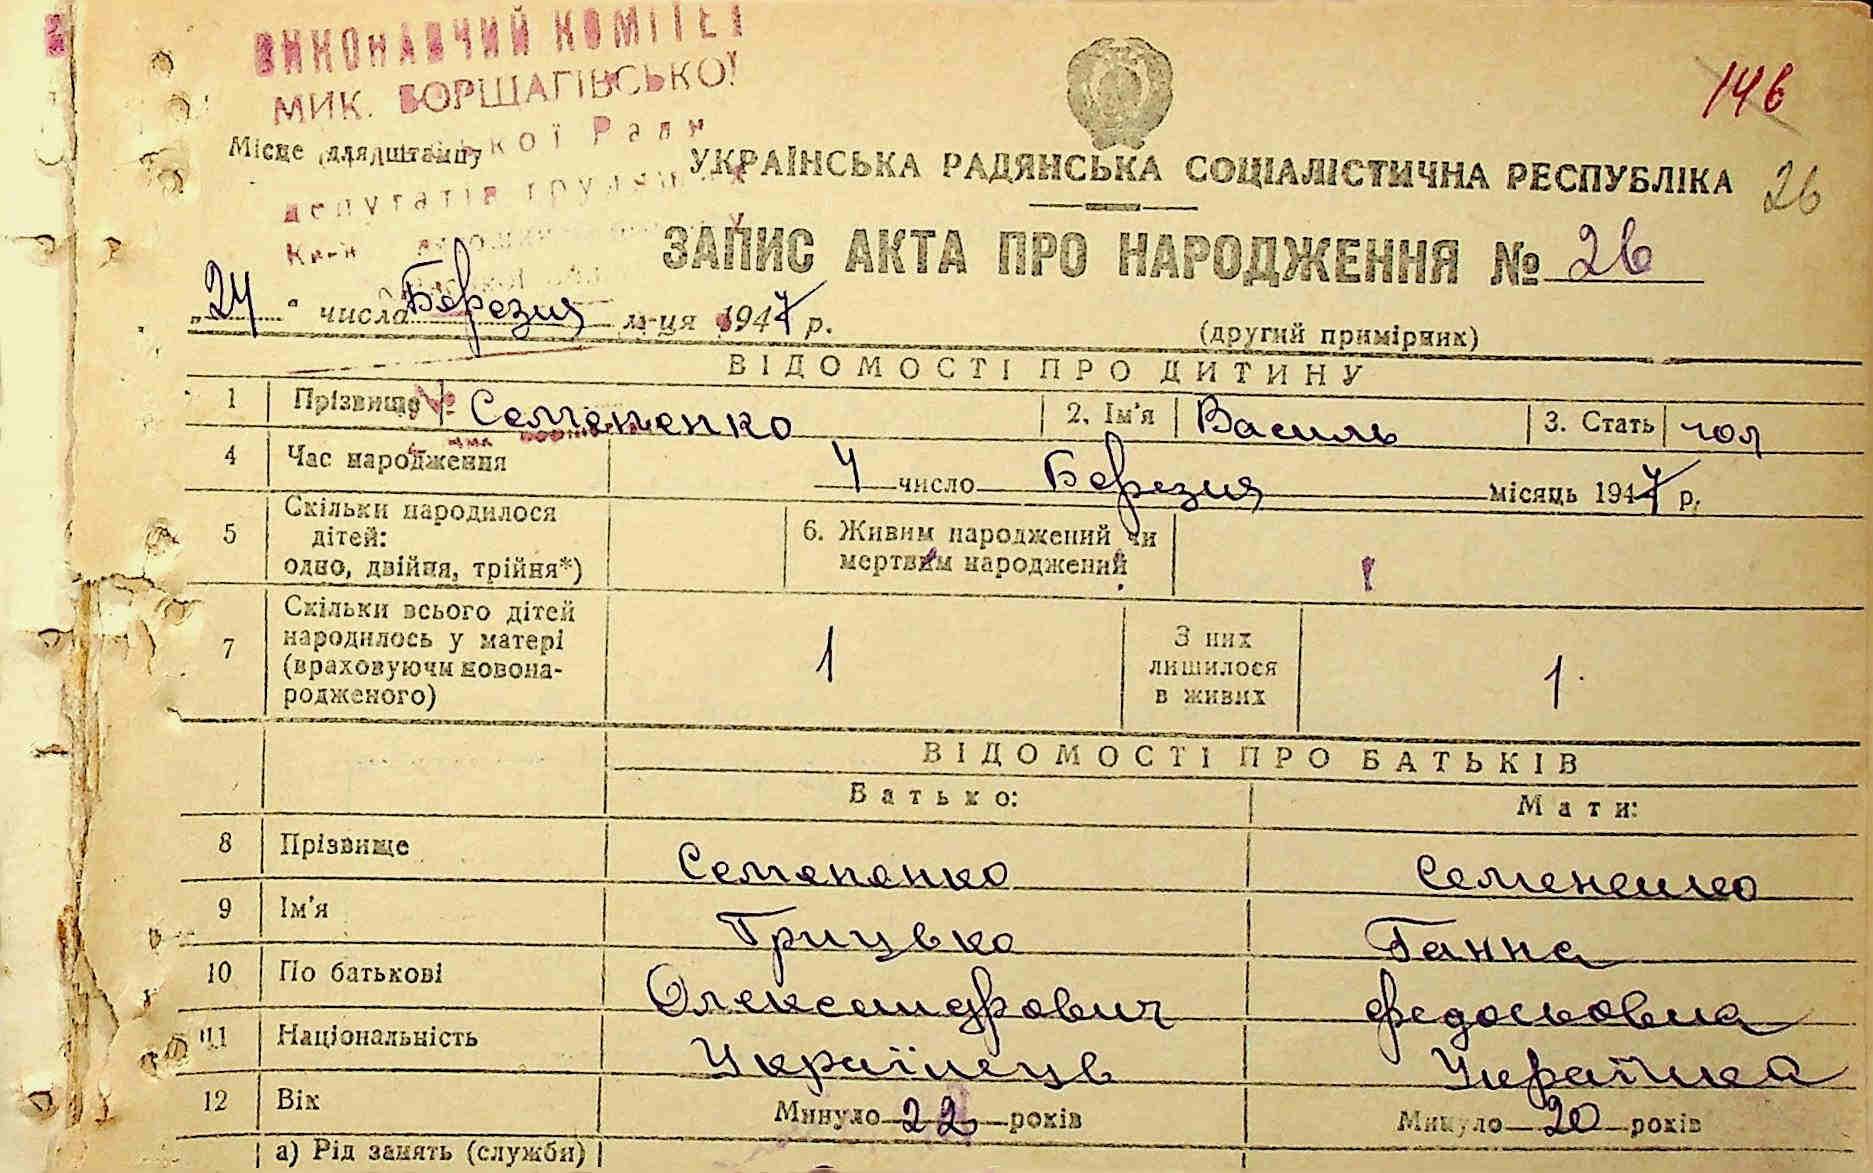 ВИКОНАВЧИЙ КОМІТЕТ
МИК. БОРЩАГІВСЬКОЇ
146
Місце для штампу
Ради
УКРАЇНСЬКА РАДЯНСЬКА СОЦІАЛІСТИЧНА РЕСПУБЛІКА 26
депутатів трудящих
ЗАПИС АКТА ПРО НАРОДЖЕННЯ № 26
„24" числа Березня м-ця 1947 р.
(другий примірник)
ВІДОМОСТІ ПРО ДИТИНУ
1 Прізвище Семененко 2. Ім'я Василь 3. Стать чол
4 Час народження 4 число Березня місяць 1947 р.
5 Скільки народилося дітей: одно, двійня, трійня*)
6. Живим народжений чи мертвим народжений
7 Скільки всього дітей народилось у матері (враховуючи новонародженого) 1
З них лишилося в живих 1.
ВІДОМОСТІ ПРО БАТЬКІВ
Батько: Мати:
8 Прізвище Семененко Семененко
9 Ім'я Грицько Ганна
10 По батькові Олександрович Федосьовна
11 Національність Українець Українка
12 Вік Минуло 22 років Минуло 20 років
а) Рід занять (служби)